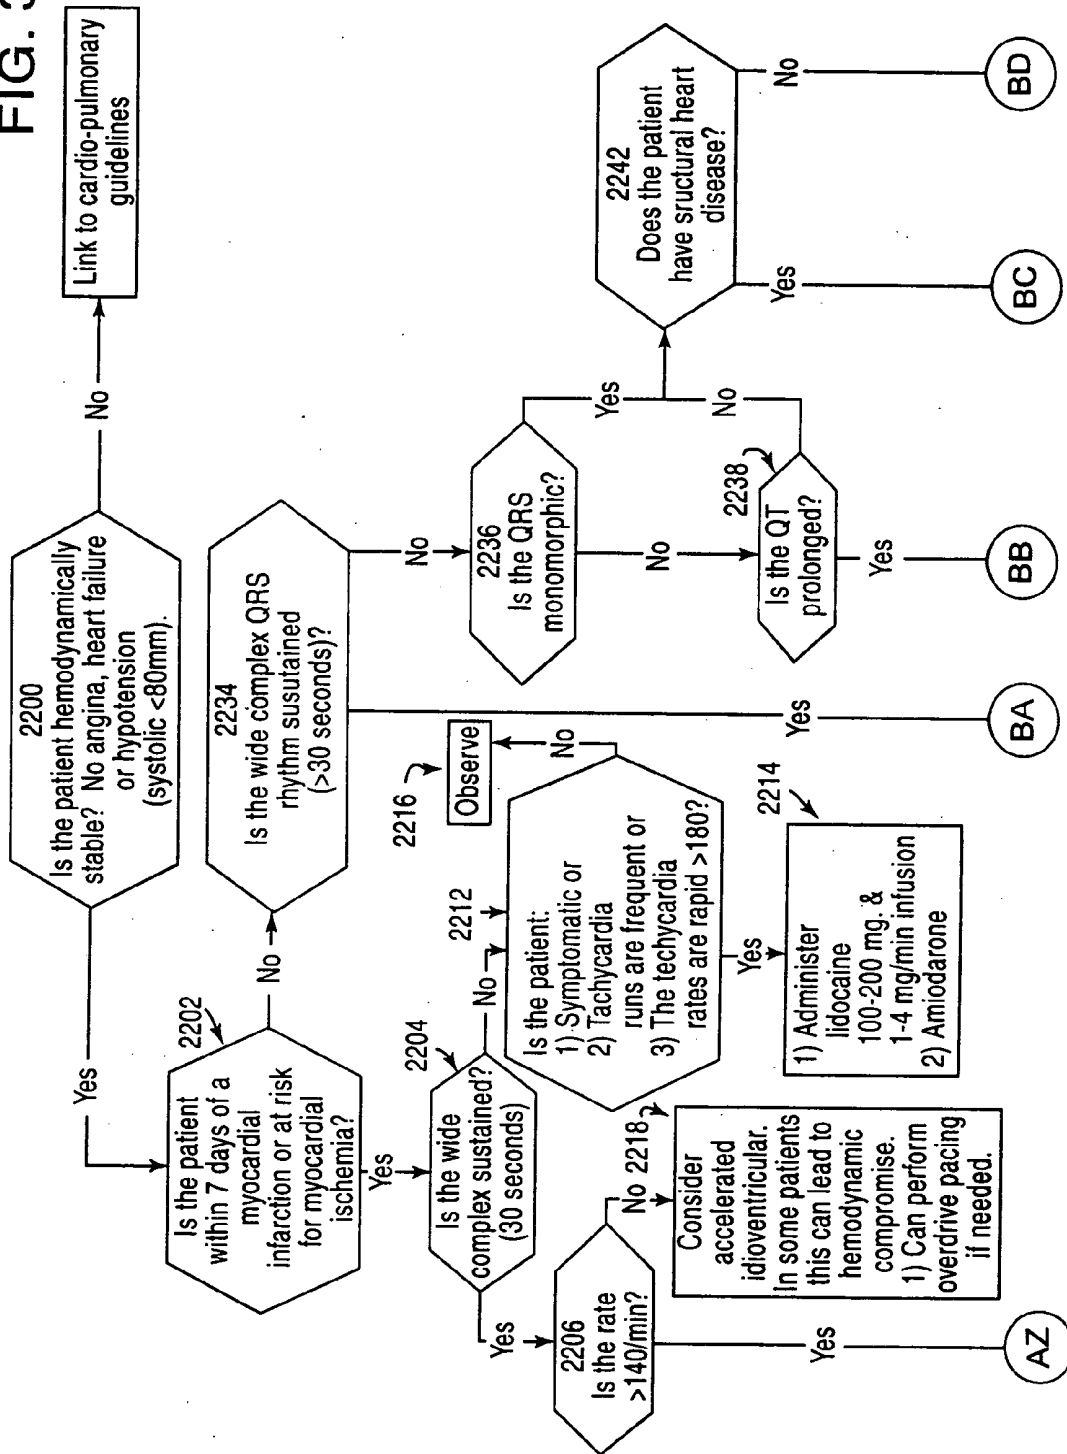 FIG. 3
2200
Is the patient hemodynamically
stable? No angina, heart failure
or hypotension
(systolic <80mm).
No
Link to cardio-pulmonary
guidelines
Yes
2202
Is the patient
within 7 days of a
myocardial
infarction or at risk
for myocardial
ischemia?
No
2234
Is the wide complex QRS
rhythm susutained
(>30 seconds)?
No
Yes
BA
Yes
2204
Is the wide
complex sustained?
(30 seconds)
No
2212
Is the patient:
1) Symptomatic or
2) Tachycardia
runs are frequent or
3) The techycardia
rates are rapid >180?
No
2216
Observe
Yes
2214
1) Administer
lidocaine
100-200 mg. &
1-4 mg/min infusion
2) Amiodarone
Yes
2206
Is the rate
>140/min?
No
2218
Consider
accelerated
idioventricular.
In some patients
this can lead to
hemodynamic
compromise.
1) Can perform
overdrive pacing
if needed.
Yes
AZ
2236
Is the QRS
monomorphic?
Yes
No
2238
Is the QT
prolonged?
No
Yes
BB
2242
Does the patient
have sructural heart
disease?
Yes
BC
No
BD